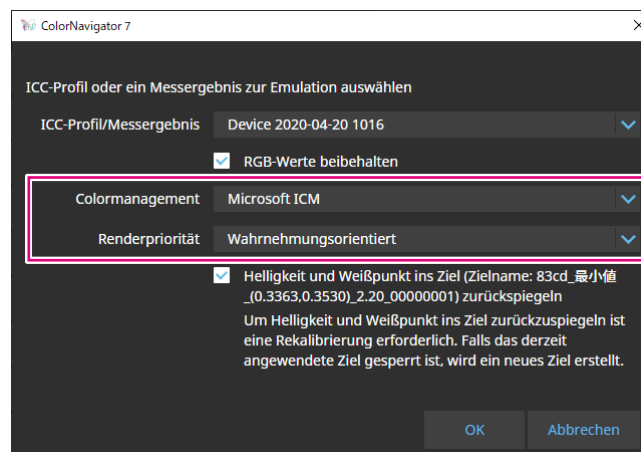 ColorNavigator 7
ICC-Profil oder ein Messergebnis zur Emulation auswählen
ICC-Profil/Messergebnis Device 2020-04-20 1016
RGB-Werte beibehalten
Colormanagement Microsoft ICM
Renderpriorität Wahrnehmungsorientiert
Helligkeit und Weißpunkt ins Ziel (Zielname: 83cd_最小値
_(0.3363,0.3530)_2.20_00000001) zurückspiegeln
Um Helligkeit und Weißpunkt ins Ziel zurückzuspiegeln ist
eine Rekalibrierung erforderlich. Falls das derzeit
angewendete Ziel gesperrt ist, wird ein neues Ziel erstellt.
OK Abbrechen